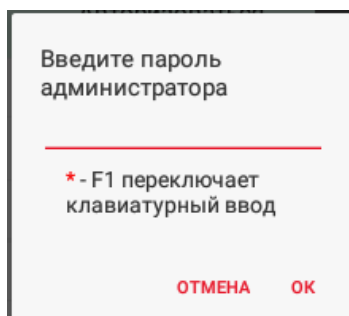 Введите пароль
администратора
* - F1 переключает
клавиатурный ввод
ОТМЕНА ОК